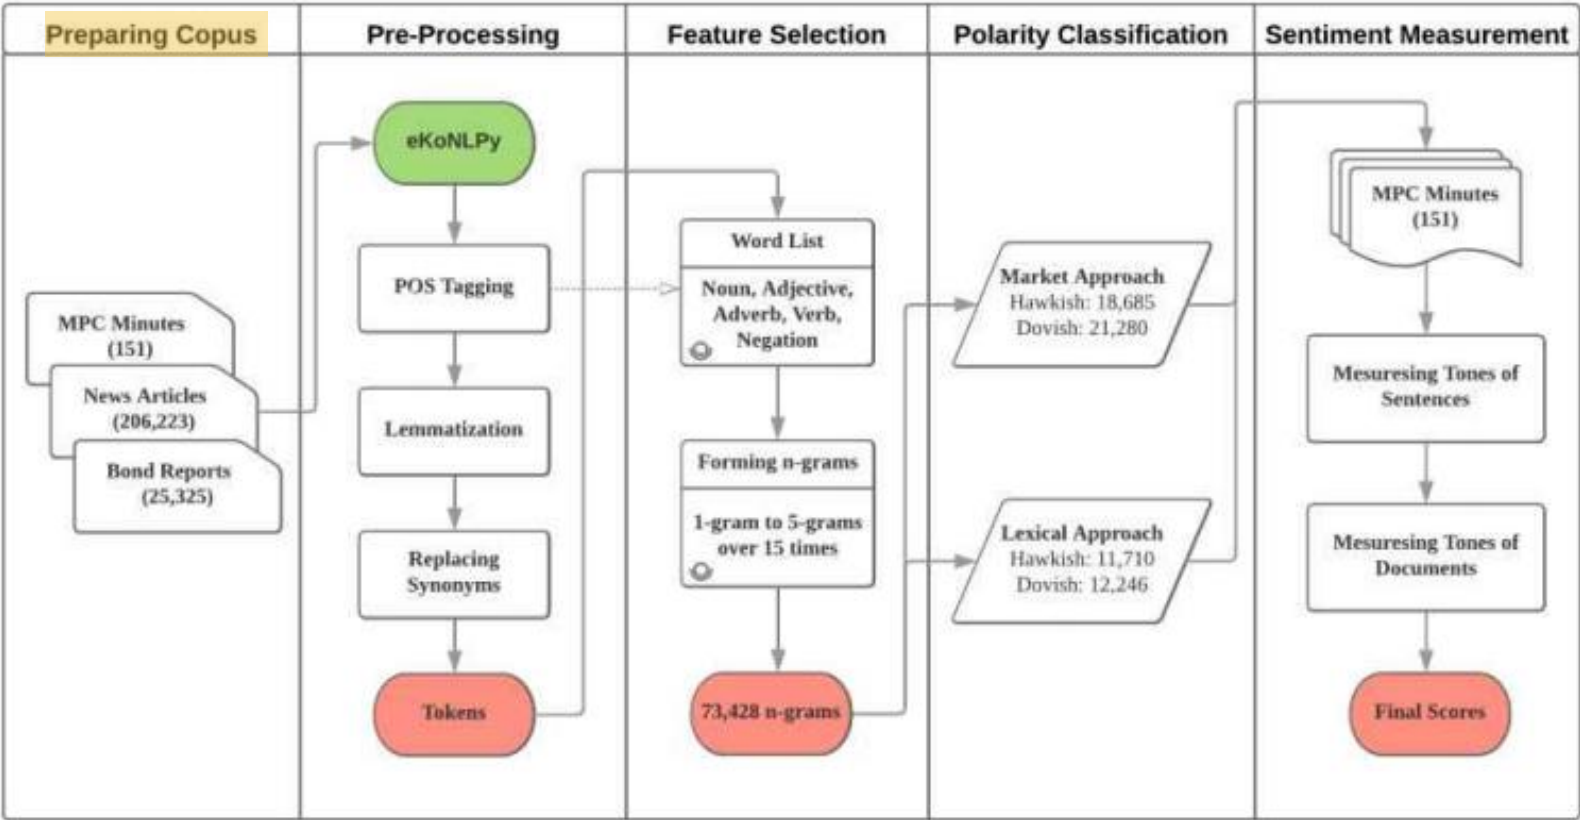 Preparing Copus
Pre-Processing
Feature Selection
Polarity Classification
Sentiment Measurement
MPC Minutes
(151)
News Articles
(206,223)
Bond Reports
(25,325)
eKoNLPy
POS Tagging
Lemmatization
Replacing
Synonyms
Tokens
Word List
Noun, Adjective,
Adverb, Verb,
Negation
Forming n-grams
1-gram to 5-grams
over 15 times
73,428 n-grams
Market Approach
Hawkish: 18,685
Dovish: 21,280
Lexical Approach
Hawkish: 11,710
Dovish: 12,246
MPC Minutes
(151)
Mesuresing Tones of
Sentences
Mesuresing Tones of
Documents
Final Scores